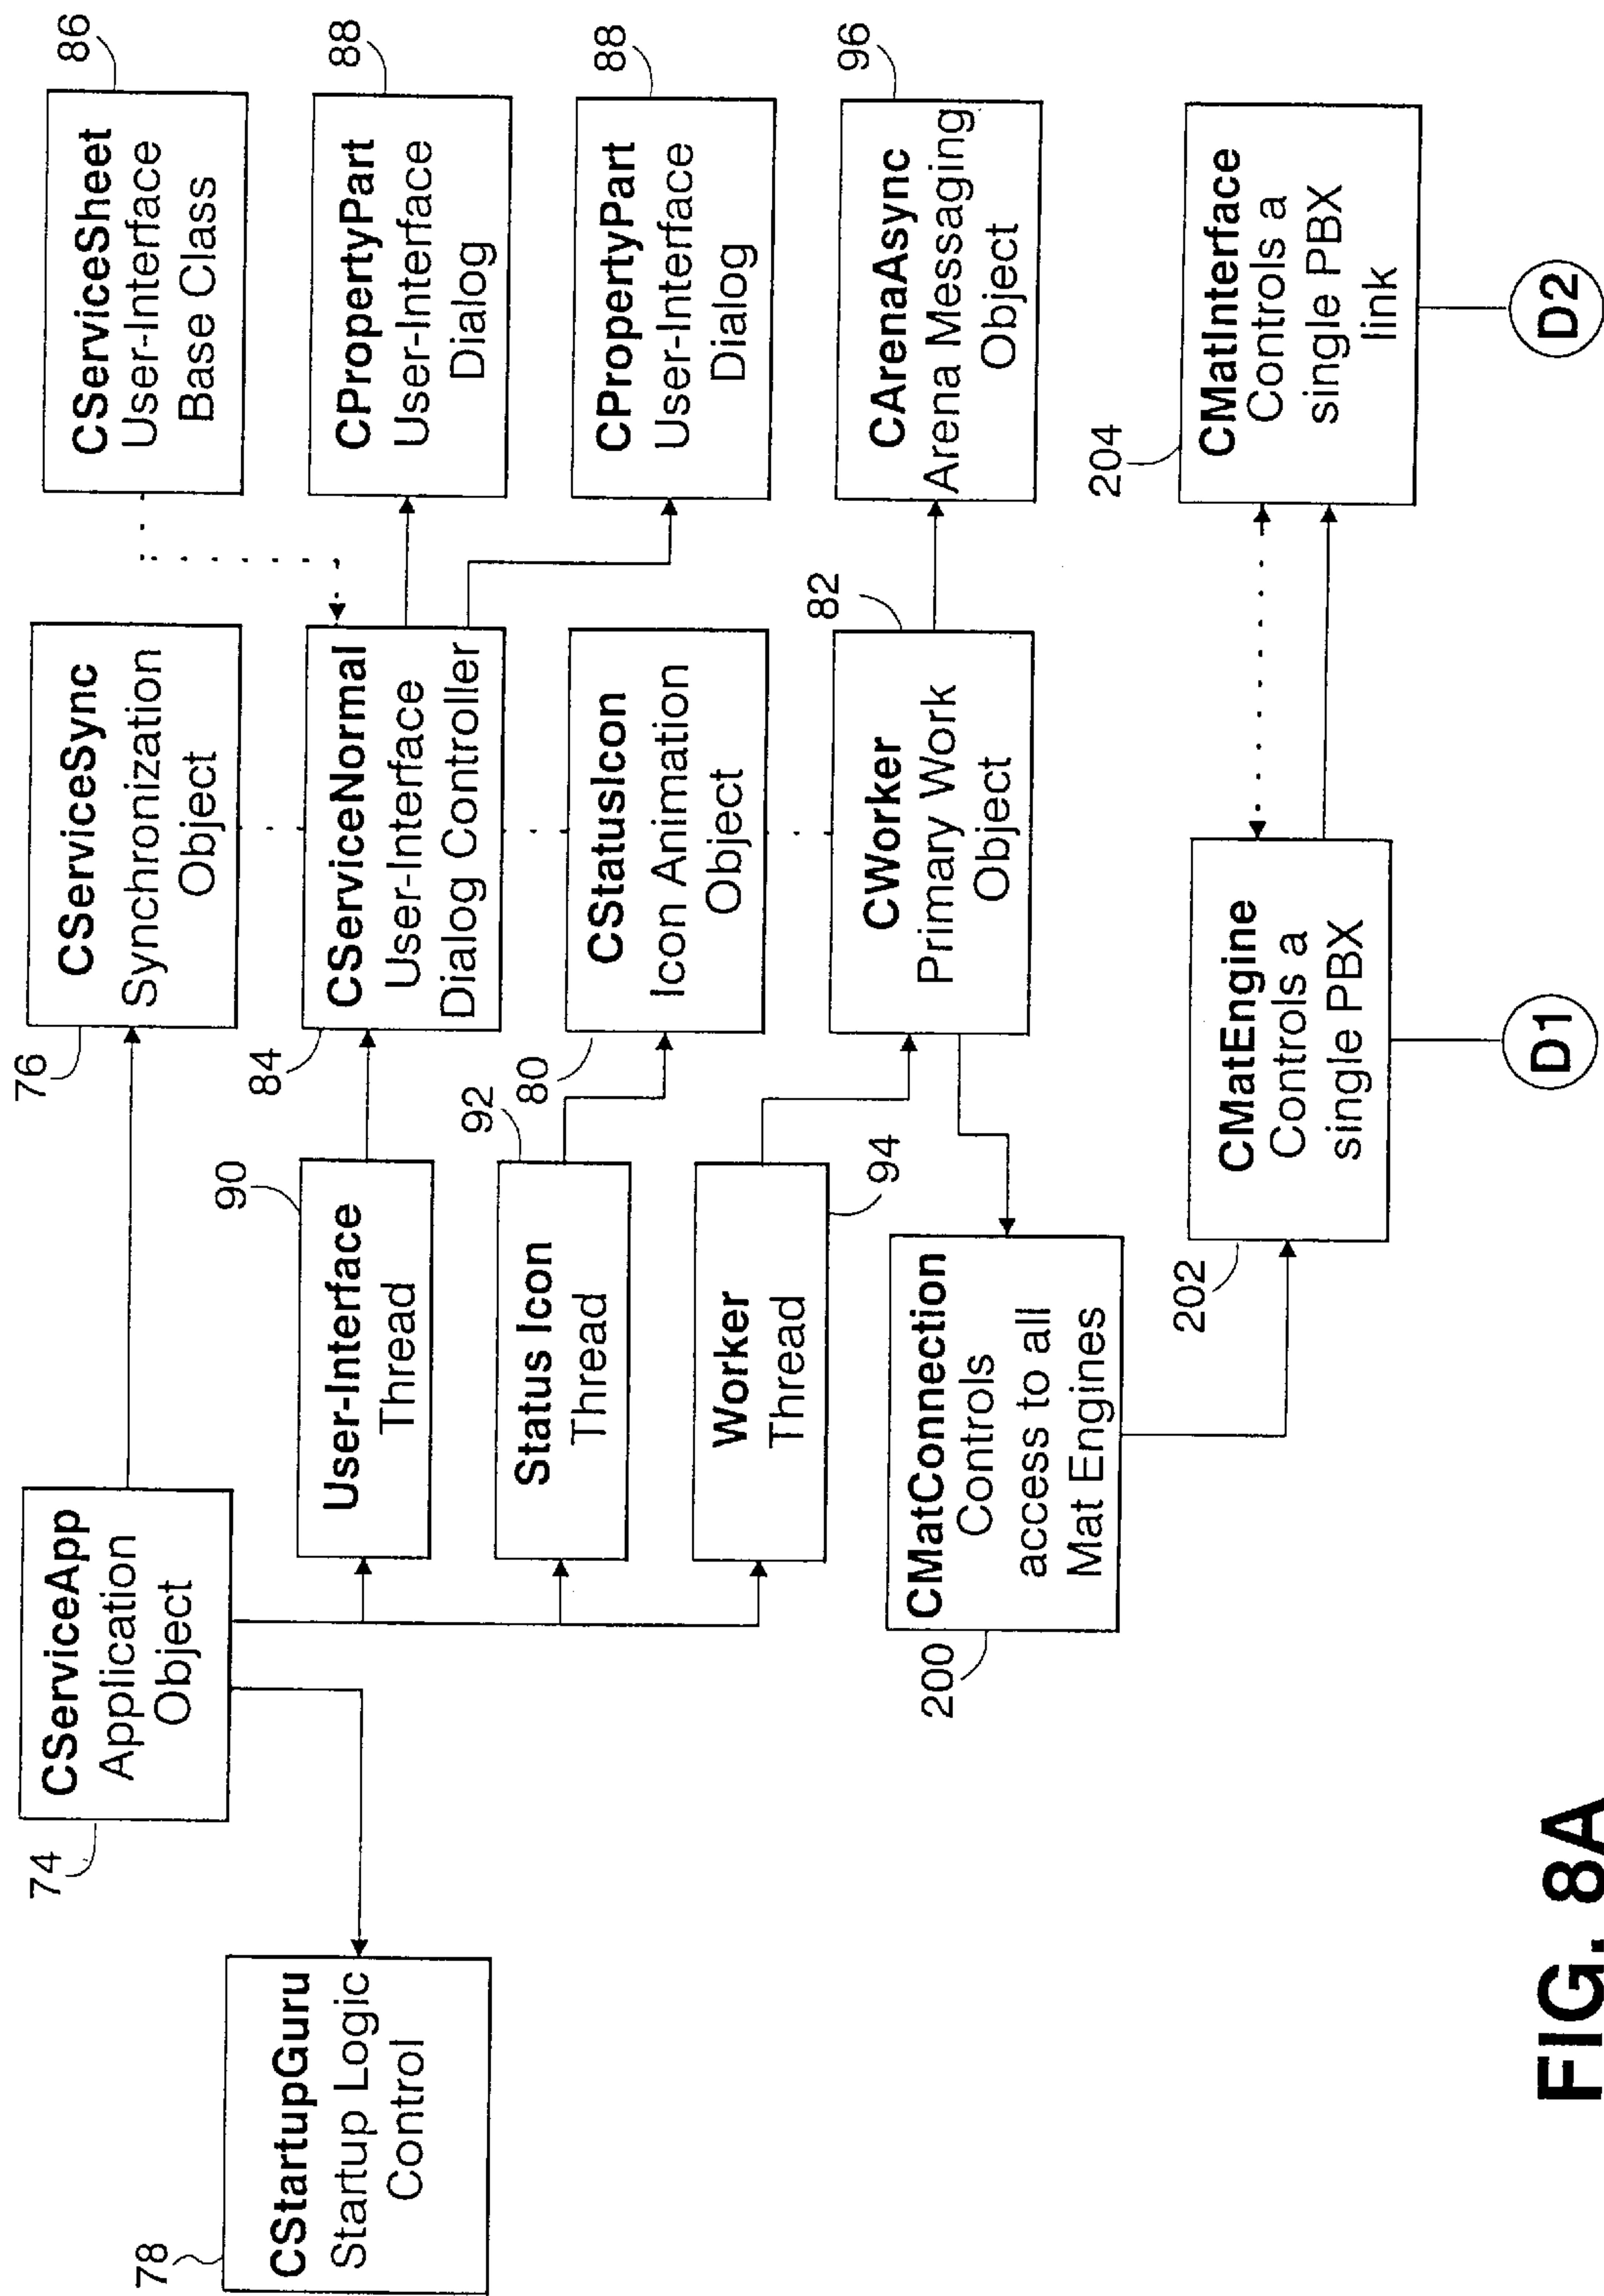 74
CServiceApp
Application
Object
76
CServiceSync
Synchronization
Object
86
CServiceSheet
User-Interface
Base Class
78
CStartupGuru
Startup Logic
Control
90
User-Interface
Thread
84
CServiceNormal
User-Interface
Dialog Controller
88
CPropertyPart
User-Interface
Dialog
92
Status Icon
Thread
80
CStatusIcon
Icon Animation
Object
88
CPropertyPart
User-Interface
Dialog
Worker
Thread
94
82
CWorker
Primary Work
Object
96
CArenaAsync
Arena Messaging
Object
200
CMatConnection
Controls
access to all
Mat Engines
202
CMatEngine
Controls a
single PBX
204
CMatInterface
Controls a
single PBX
link
D1
D2
FIG. 8A